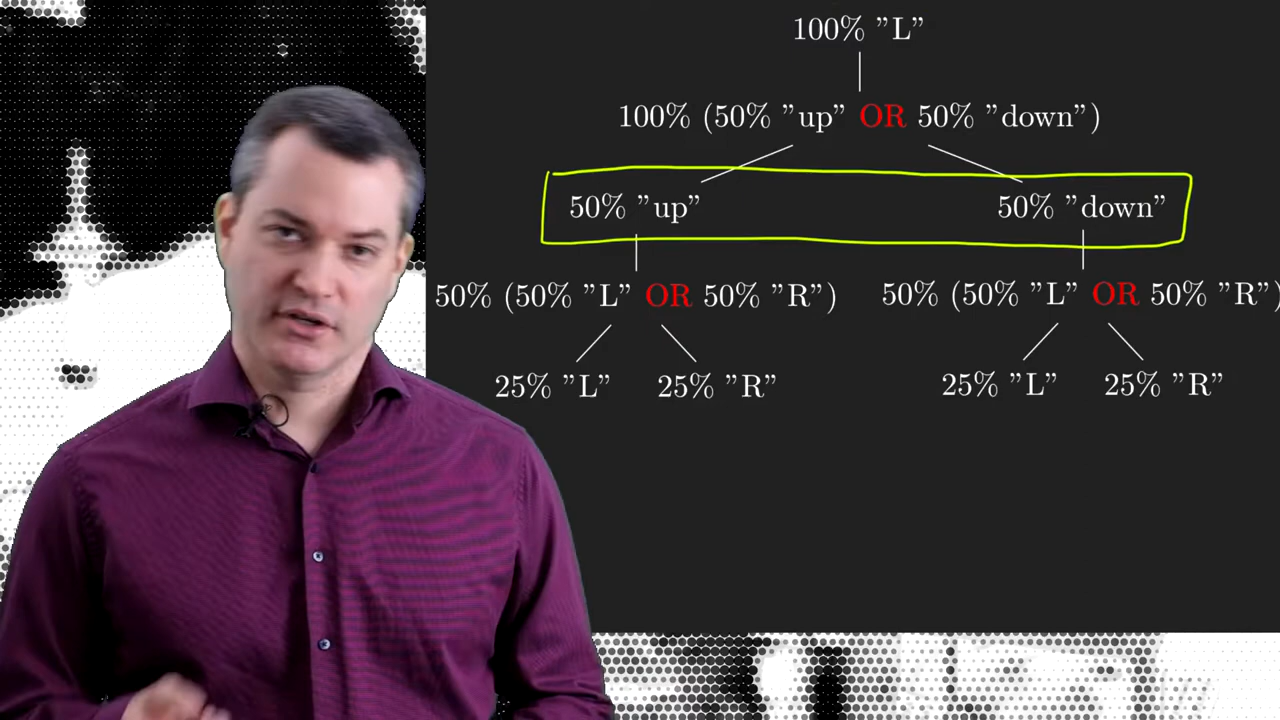 100% "L"
100% (50% "up" OR 50% "down")
50% "up" 50% "down"
50% (50% "L" OR 50% "R") 50% (50% "L" OR 50% "R")
25% "L" 25% "R" 25% "L" 25% "R"